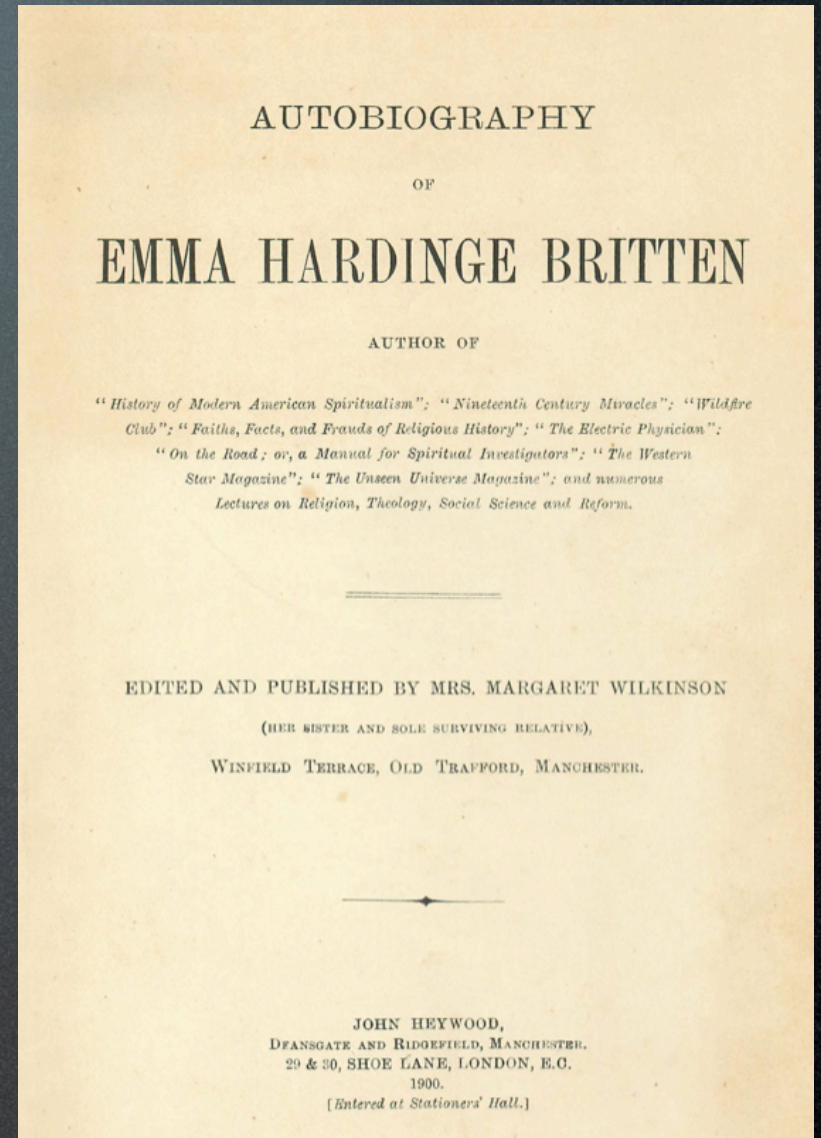 AUTOBIOGRAPHY
OF
EMMA HARDINGE BRITTEN
AUTHOR OF
“History of Modern American Spiritualism”; “Nineteenth Century Miracles”; “Wildfire
Club”; “Faiths, Facts, and Frauds of Religious History”; “The Electric Physician”;
“On the Road; or, a Manual for Spiritual Investigators”; “The Western
Star Magazine”; “The Unseen Universe Magazine”; and numerous
Lectures on Religion, Theology, Social Science and Reform.
EDITED AND PUBLISHED BY MRS. MARGARET WILKINSON
(HER SISTER AND SOLE SURVIVING RELATIVE),
WINFIELD TERRACE, OLD TRAFFORD, MANCHESTER.
JOHN HEYWOOD,
DEANSGATE AND RIDGEFIELD, MANCHESTER.
29 & 30, SHOE LANE, LONDON, E.C.
1900.
[Entered at Stationers' Hall.]